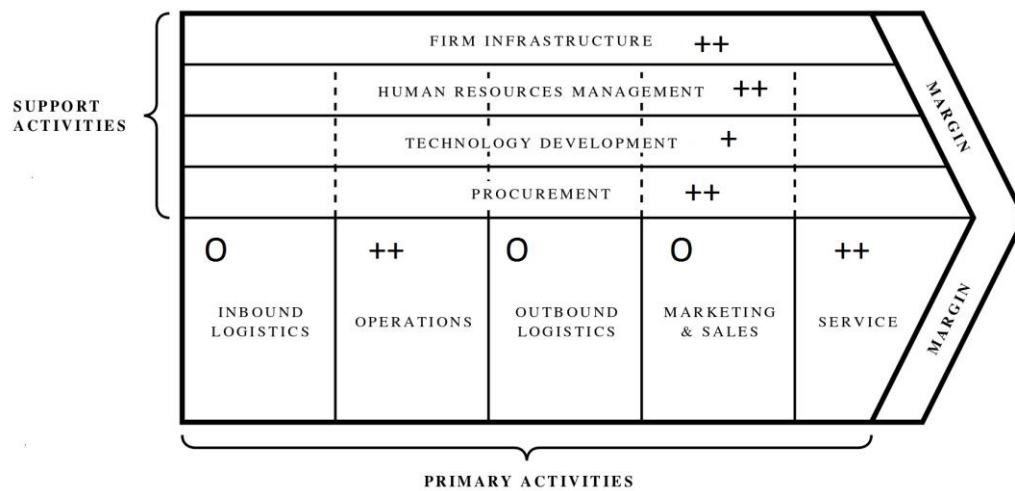 FIRM INFRASTRUCTURE ++
HUMAN RESOURCES MANAGEMENT ++
TECHNOLOGY DEVELOPMENT +
PROCUREMENT ++
SUPPORT
ACTIVITIES
MARGIN
O ++ O O ++
INBOUND
LOGISTICS
OPERATIONS
OUTBOUND
LOGISTICS
MARKETING
& SALES
SERVICE
MARGIN
PRIMARY ACTIVITIES